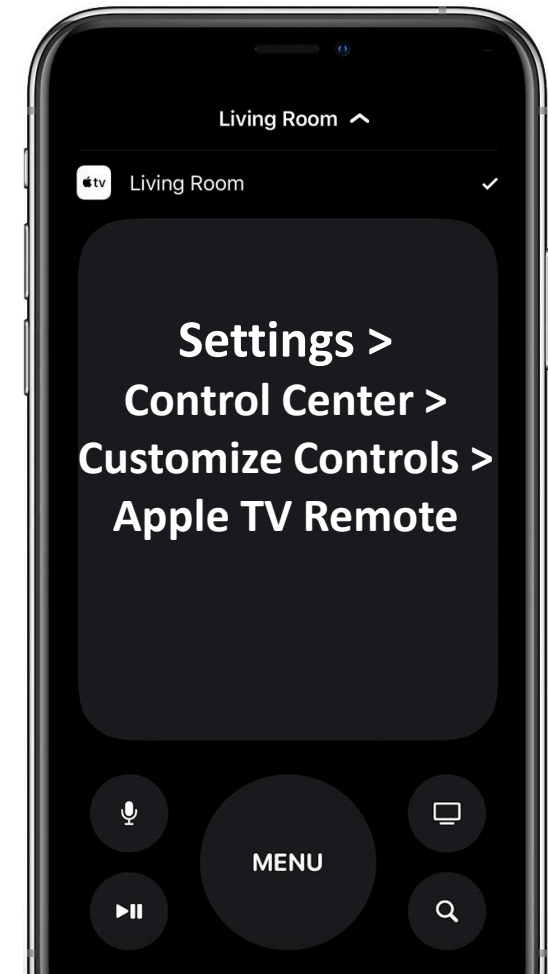 Living Room
tv Living Room
Settings >
Control Center >
Customize Controls >
Apple TV Remote
MENU